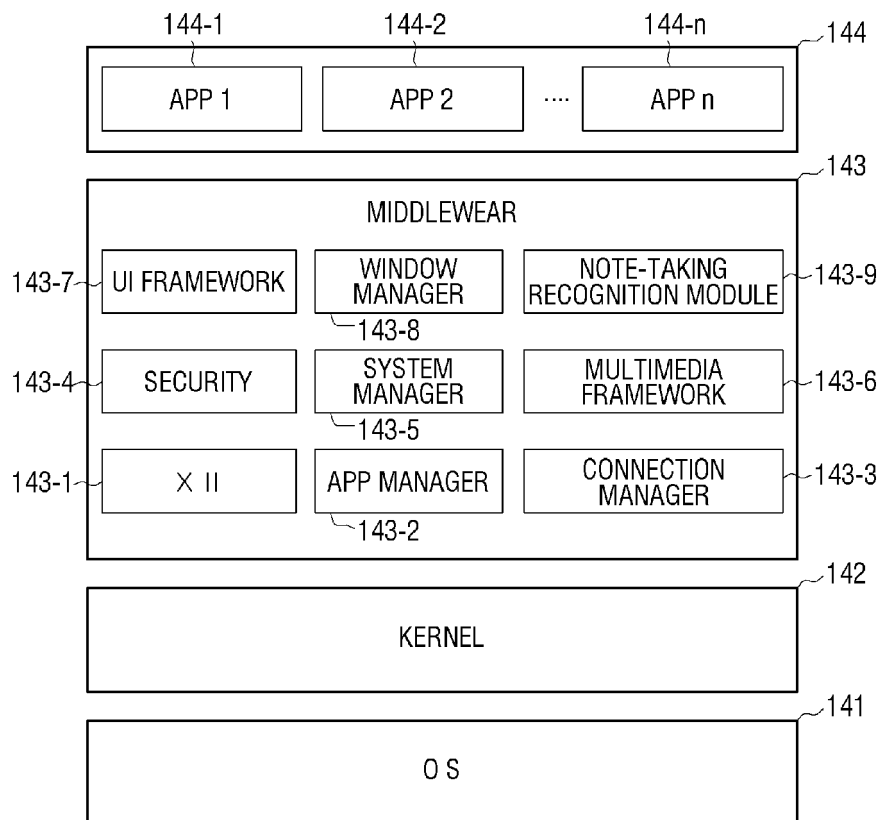 144-1 144-2 144-n 144
APP 1 APP 2 .... APP n
143
MIDDLEWEAR
143-7 UI FRAMEWORK WINDOW MANAGER 143-8 NOTE-TAKING RECOGNITION MODULE 143-9
143-4 SECURITY SYSTEM MANAGER 143-5 MULTIMEDIA FRAMEWORK 143-6
143-1 X II APP MANAGER 143-2 CONNECTION MANAGER 143-3
142
KERNEL
141
O S